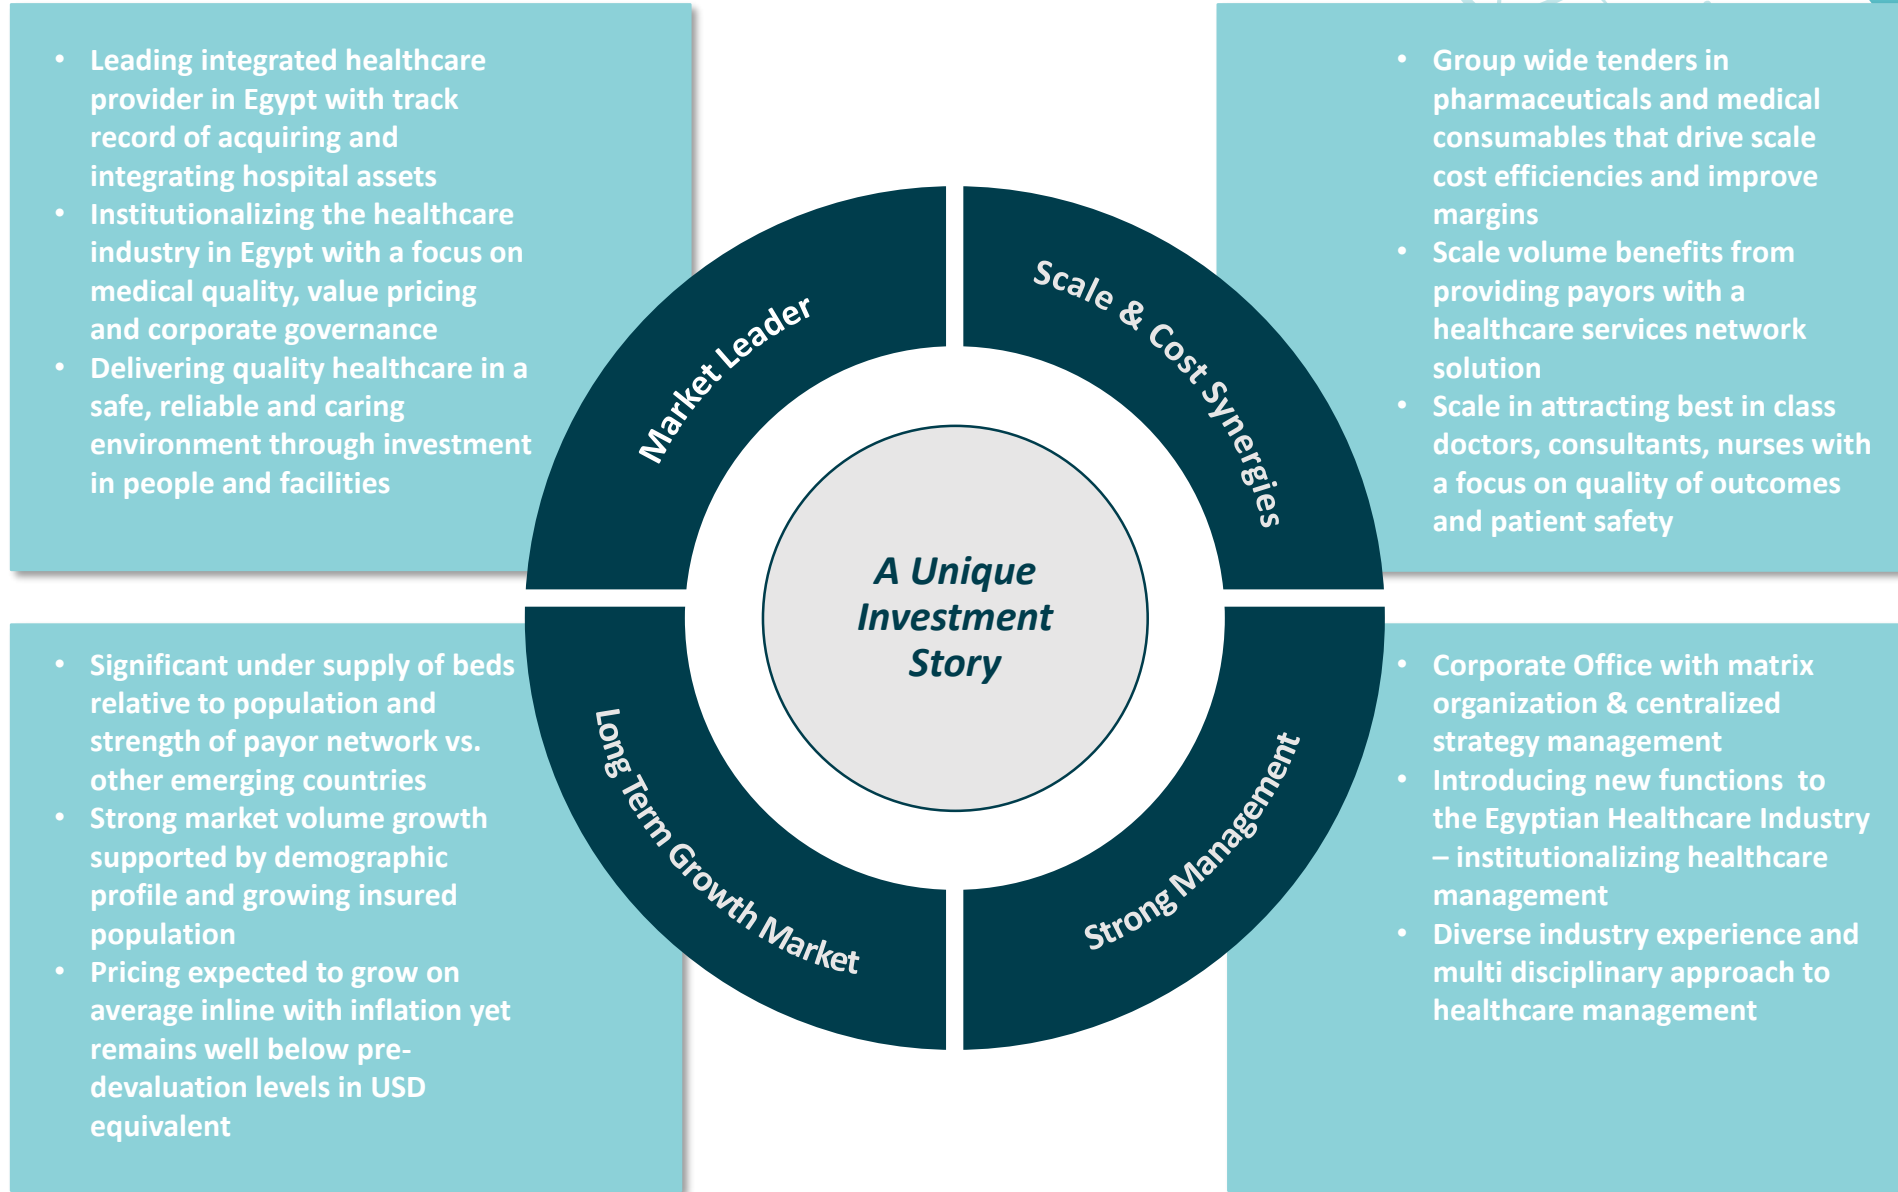 • Leading integrated healthcare
provider in Egypt with track
record of acquiring and
integrating hospital assets
• Institutionalizing the healthcare
industry in Egypt with a focus on
medical quality, value pricing
and corporate governance
• Delivering quality healthcare in a
safe, reliable and caring
environment through investment
in people and facilities
• Group wide tenders in
pharmaceuticals and medical
consumables that drive scale
cost efficiencies and improve
margins
• Scale volume benefits from
providing payors with a
healthcare services network
solution
• Scale in attracting best in class
doctors, consultants, nurses with
a focus on quality of outcomes
and patient safety
Market Leader
Scale & Cost Synergies
A Unique
Investment
Story
Long Term Growth Market
Strong Management
• Significant under supply of beds
relative to population and
strength of payor network vs.
other emerging countries
• Strong market volume growth
supported by demographic
profile and growing insured
population
• Pricing expected to grow on
average inline with inflation yet
remains well below pre-
devaluation levels in USD
equivalent
• Corporate Office with matrix
organization & centralized
strategy management
• Introducing new functions  to
the Egyptian Healthcare Industry
– institutionalizing healthcare
management
• Diverse industry experience and
multi disciplinary approach to
healthcare management